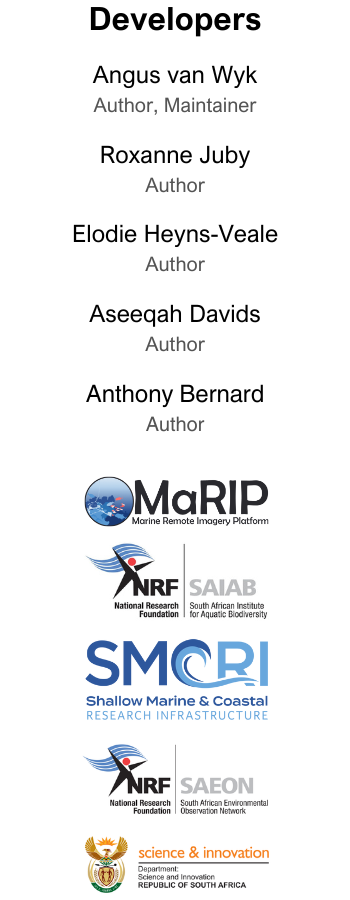 Developers
Angus van Wyk
Author, Maintainer
Roxanne Juby
Author
Elodie Heyns-Veale
Author
Aseeqah Davids
Author
Anthony Bernard
Author
MaRIP
Marine Remote Imagery Platform
NRF SAIAB
National Research South African Institute
Foundation for Aquatic Biodiversity
SMCRI
Shallow Marine & Coastal
RESEARCH INFRASTRUCTURE
NRF SAEON
National Research South African Environmental
Foundation Observation Network
science & innovation
Department:
Science and Innovation
REPUBLIC OF SOUTH AFRICA